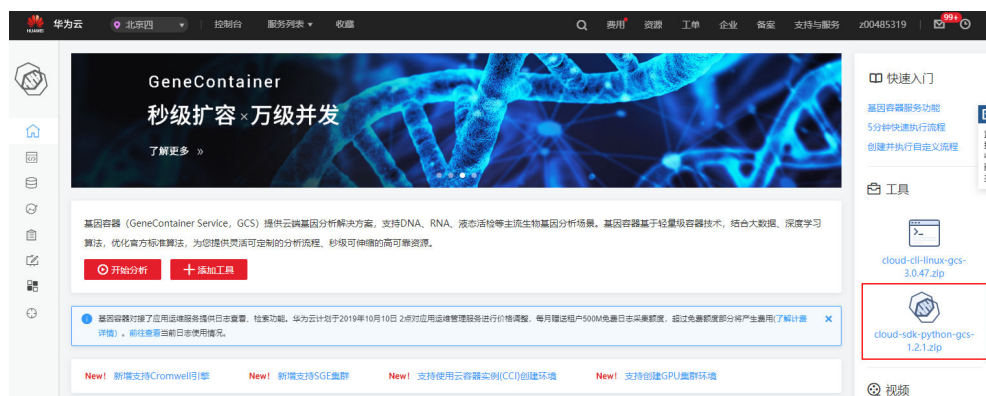 HUAWEI 华为云 北京四 控制台 服务列表 收藏 费用 资源 工单 企业 备案 支持与服务 z00485319 99+
GeneContainer
秒级扩容×万级并发
了解更多 »
基因容器（GeneContainer Service，GCS）提供云端基因分析解决方案，支持DNA、RNA、液态活检等主流生物基因分析场景。基因容器基于轻量级容器技术，结合大数据、深度学习
算法，优化官方标准算法，为您提供灵活可定制的分析流程、秒级可伸缩的高可靠资源。
开始分析 添加工具
基因容器对接了应用运维服务提供日志查看、检索功能。华为云计划于2019年10月10日 2点对应用运维管理服务进行价格调整，每月赠送租户500M免费日志采集额度，超过免费额度部分将产生费用(了解计费
详情) 。前往查看当前日志使用情况。
New! 新增支持Cromwell引擎 New! 新增支持SGE集群 New! 支持使用云容器实例(CCI)创建环境 New! 支持创建GPU集群环境
快速入门
基因容器服务功能
5分钟快速执行流程
创建并执行自定义流程
工具
cloud-cli-linux-gcs-
3.0.47.zip
cloud-sdk-python-gcs-
1.2.1.zip
视频